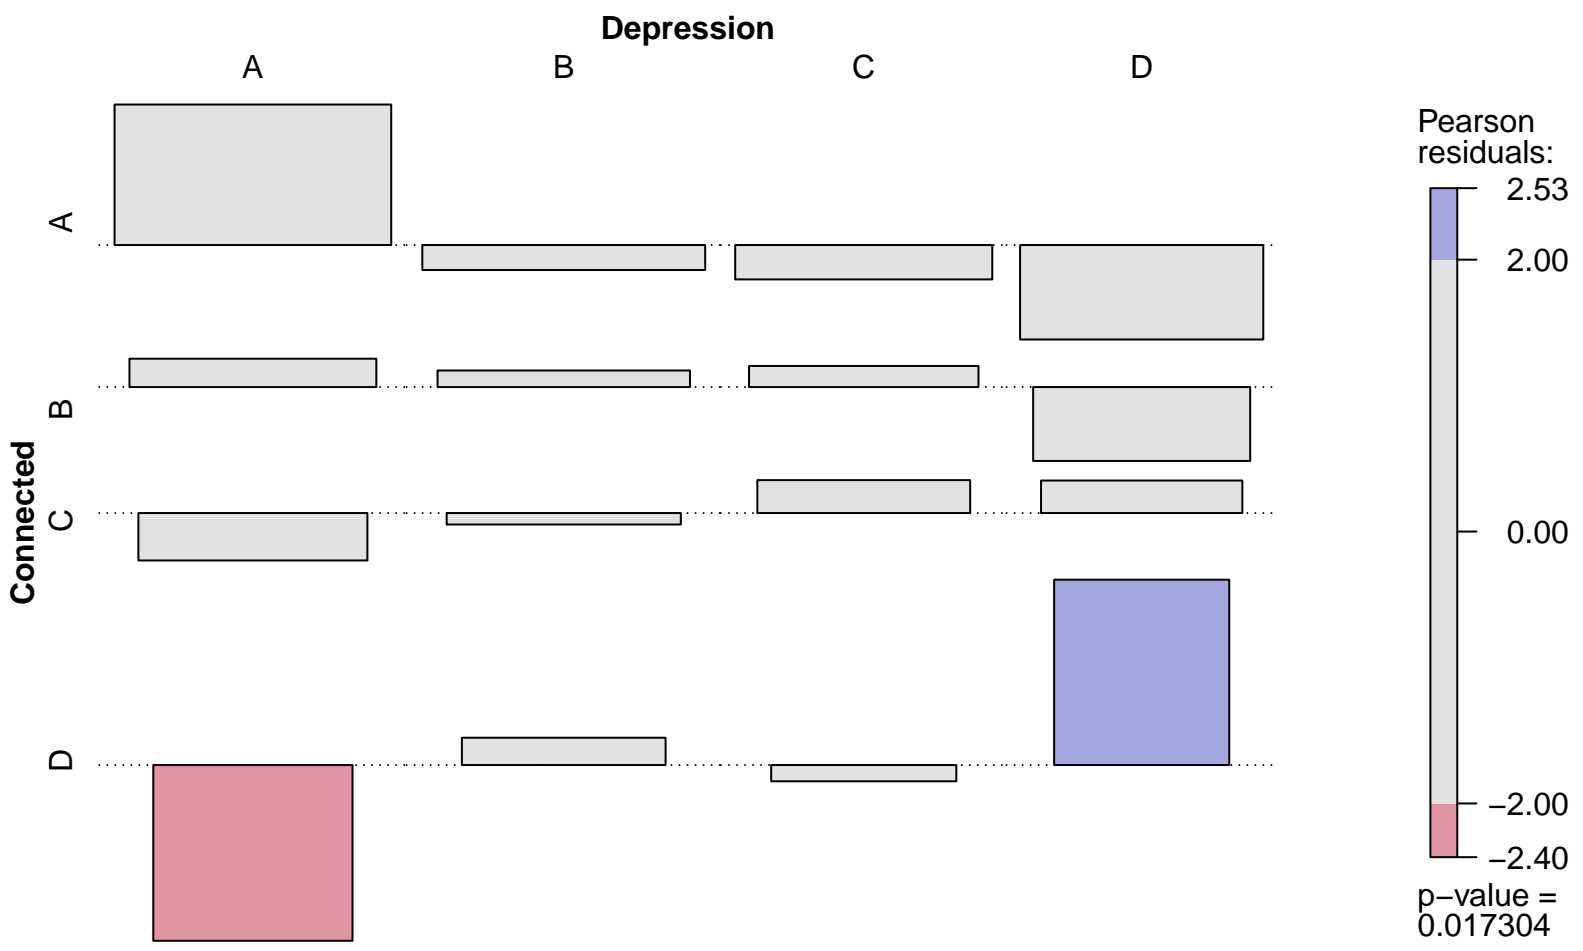 Depression
A B C D
A
B
C
D
Connected
Pearson
residuals:
2.53
2.00
0.00
−2.00
−2.40
p−value =
0.017304